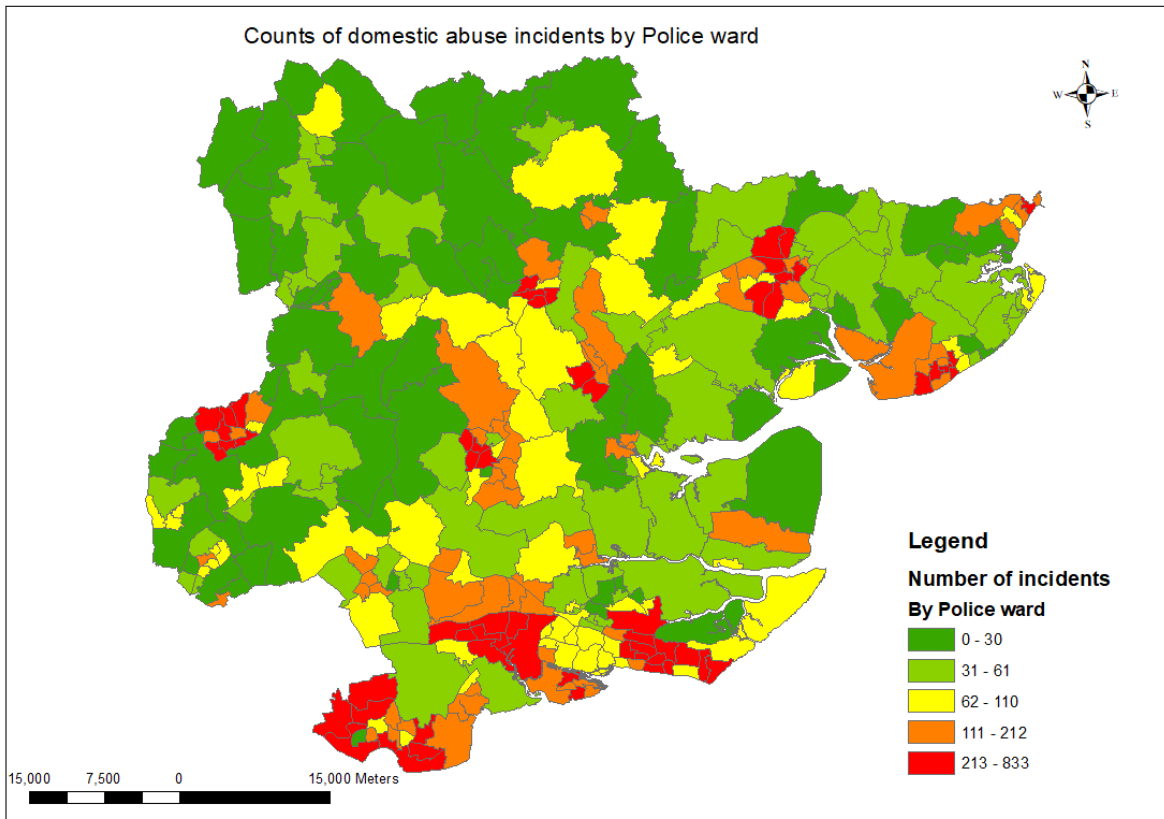 Counts of domestic abuse incidents by Police ward
N
W E
S
Legend
Number of incidents
By Police ward
0 - 30
31 - 61
62 - 110
111 - 212
213 - 833
15,000 7,500 0 15,000 Meters